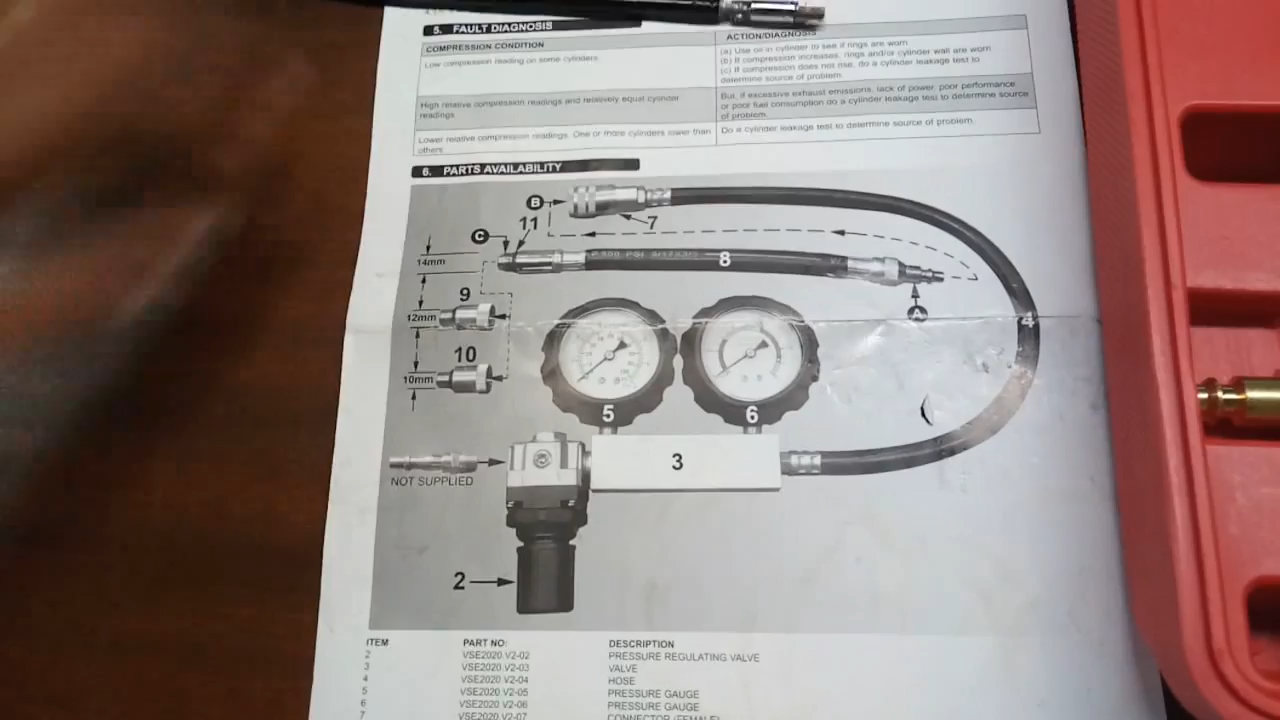 5. FAULT DIAGNOSIS
COMPRESSION CONDITION
ACTION/DIAGNOSIS
Low compression reading on some cylinders
(a) Use oil in cylinder to see if rings are worn
(b) If compression increases, rings and/or cylinder wall are worn
(c) If compression does not rise, do a cylinder leakage test to
determine source of problem.
High relative compression readings and relatively equal cylinder
readings
But, if excessive exhaust emissions, lack of power, poor performance
or poor fuel consumption do a cylinder leakage test to determine source
of problem.
Lower relative compression readings. One or more cylinders lower than
others.
Do a cylinder leakage test to determine source of problem.
6. PARTS AVAILABILITY
B
11
7
C
14mm
PSI
8
A
9
12mm
4
10
10mm
5
6
3
NOT SUPPLIED
2
ITEM PART NO: DESCRIPTION
2 VSE2020.V2-02 PRESSURE REGULATING VALVE
3 VSE2020.V2-03 VALVE
4 VSE2020.V2-04 HOSE
5 VSE2020.V2-05 PRESSURE GAUGE
6 VSE2020.V2-06 PRESSURE GAUGE
7 VSE2020.V2-07 CONNECTOR (FEMALE)